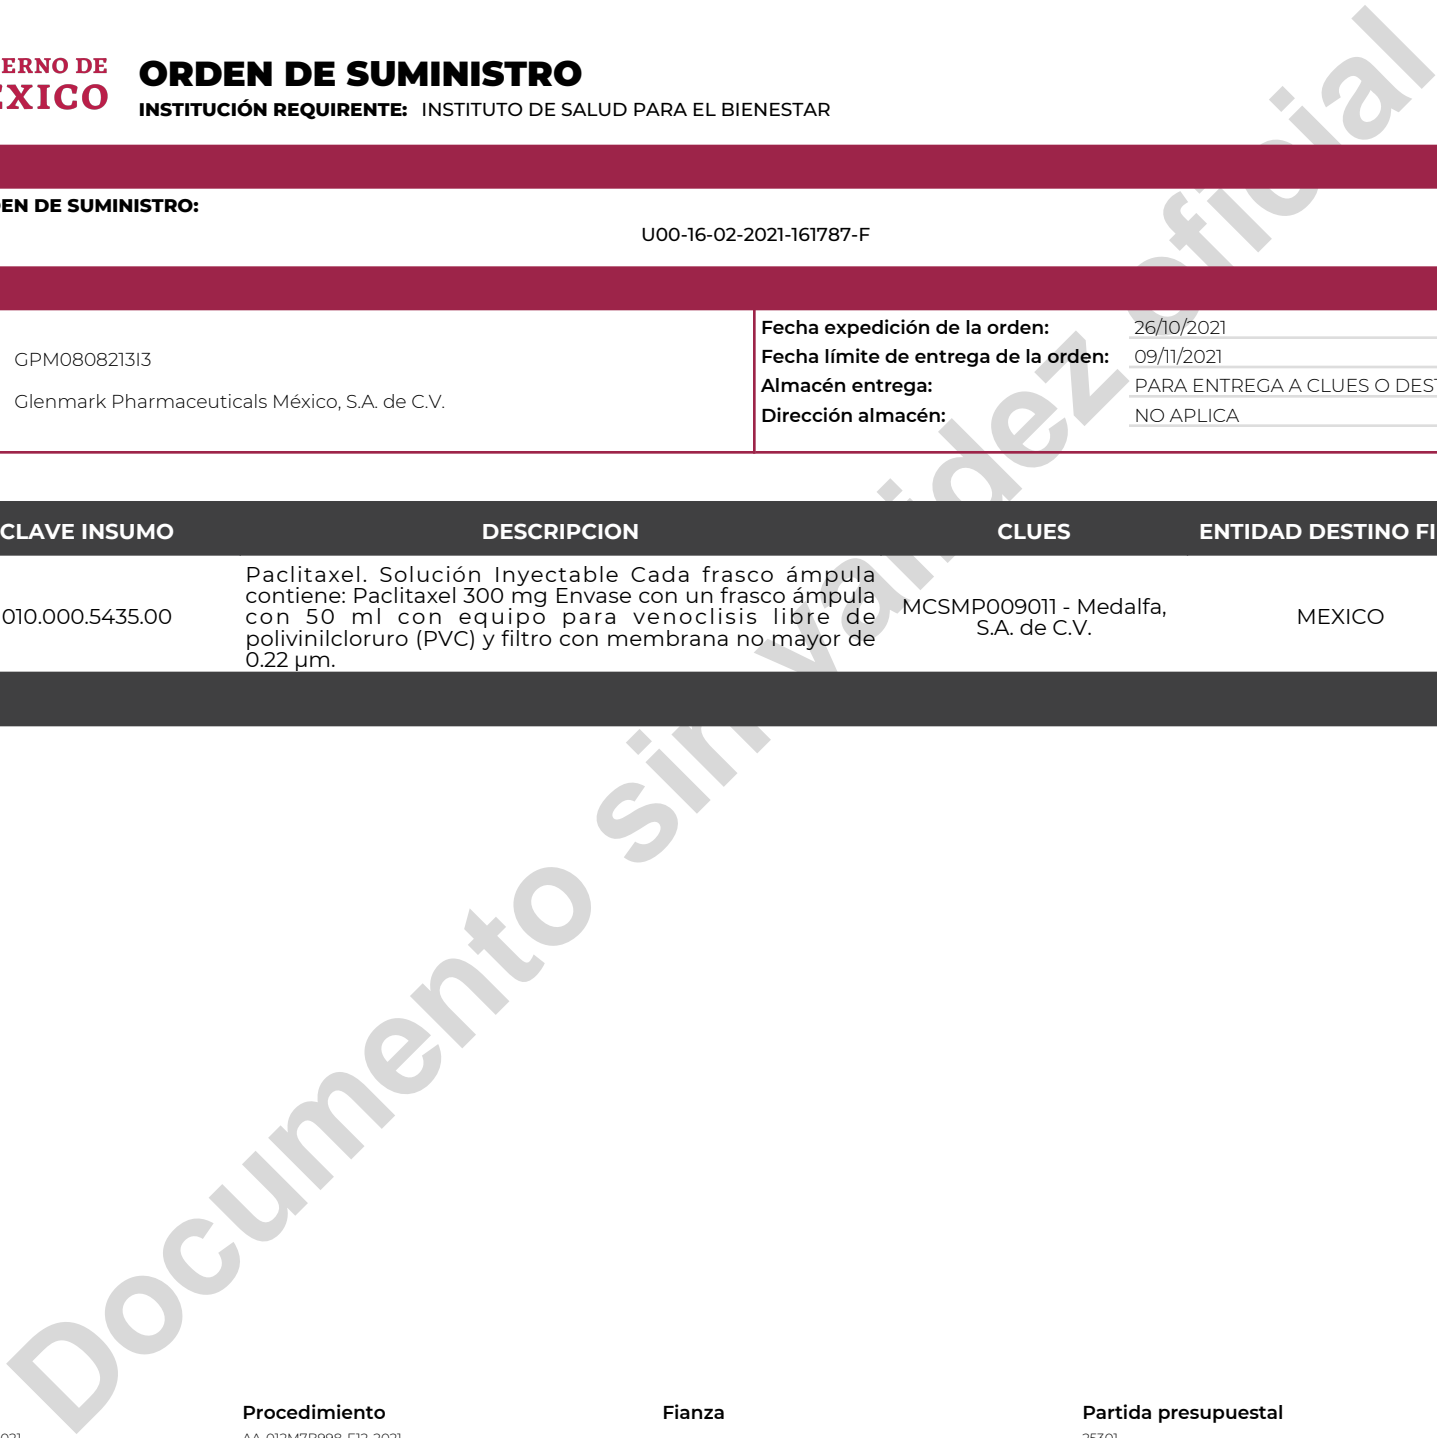 ERNO DE
ORDEN DE SUMINISTRO
INSTITUCIÓN REQUIRENTE: INSTITUTO DE SALUD PARA EL BIENESTAR
DE SUMINISTRO:
U00-16-02-2021-161787-F
Fecha expedición de la orden: 26/10/2021
GPM0808213I3
Fecha límite de entrega de la orden: 09/11/2021
Almacén entrega: PARA ENTREGA A CLUES O
Glenmark Pharmaceuticals México, S.A. de C.V.
Dirección almacén: NO APLICA
CLAVE INSUMO DESCRIPCION CLUES ENTIDAD DESTINO
Paclitaxel. Solución Inyectable Cada frasco ámpula
contiene: Paclitaxel 300 mg Envase con un frasco ámpula
con 50 ml con equipo para venoclisis libre de
polivinilcloruro (PVC) y filtro con membrana no mayor de
0.22 µm.
010.000.5435.00
MCSMP009011 - Medalfa,
S.A. de C.V.
MEXICO
Documento sin validez oficial
Procedimiento Fianza Partida presupuestal